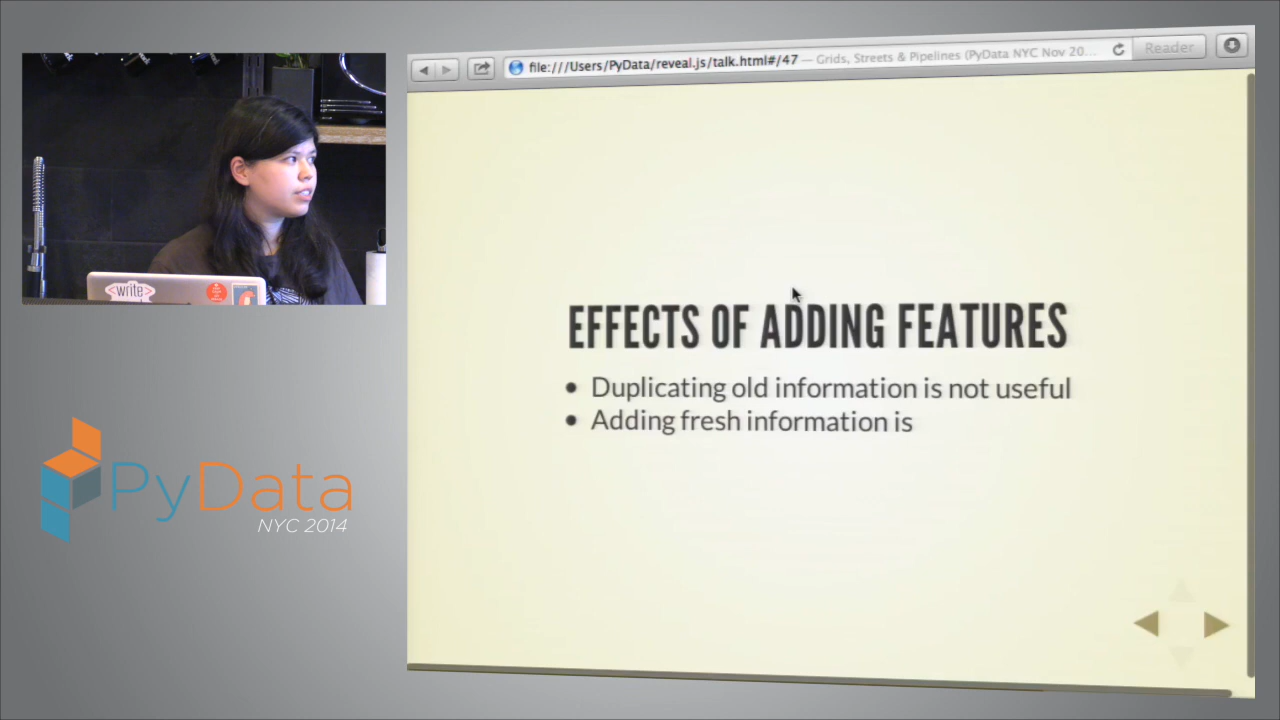 file:///Users/PyData/reveal.js/talk.html#/47 — Grids, Streets & Pipelines (PyData NYC Nov 20...
Reader
<write>
EFFECTS OF ADDING FEATURES
• Duplicating old information is not useful
• Adding fresh information is
PyData
NYC 2014